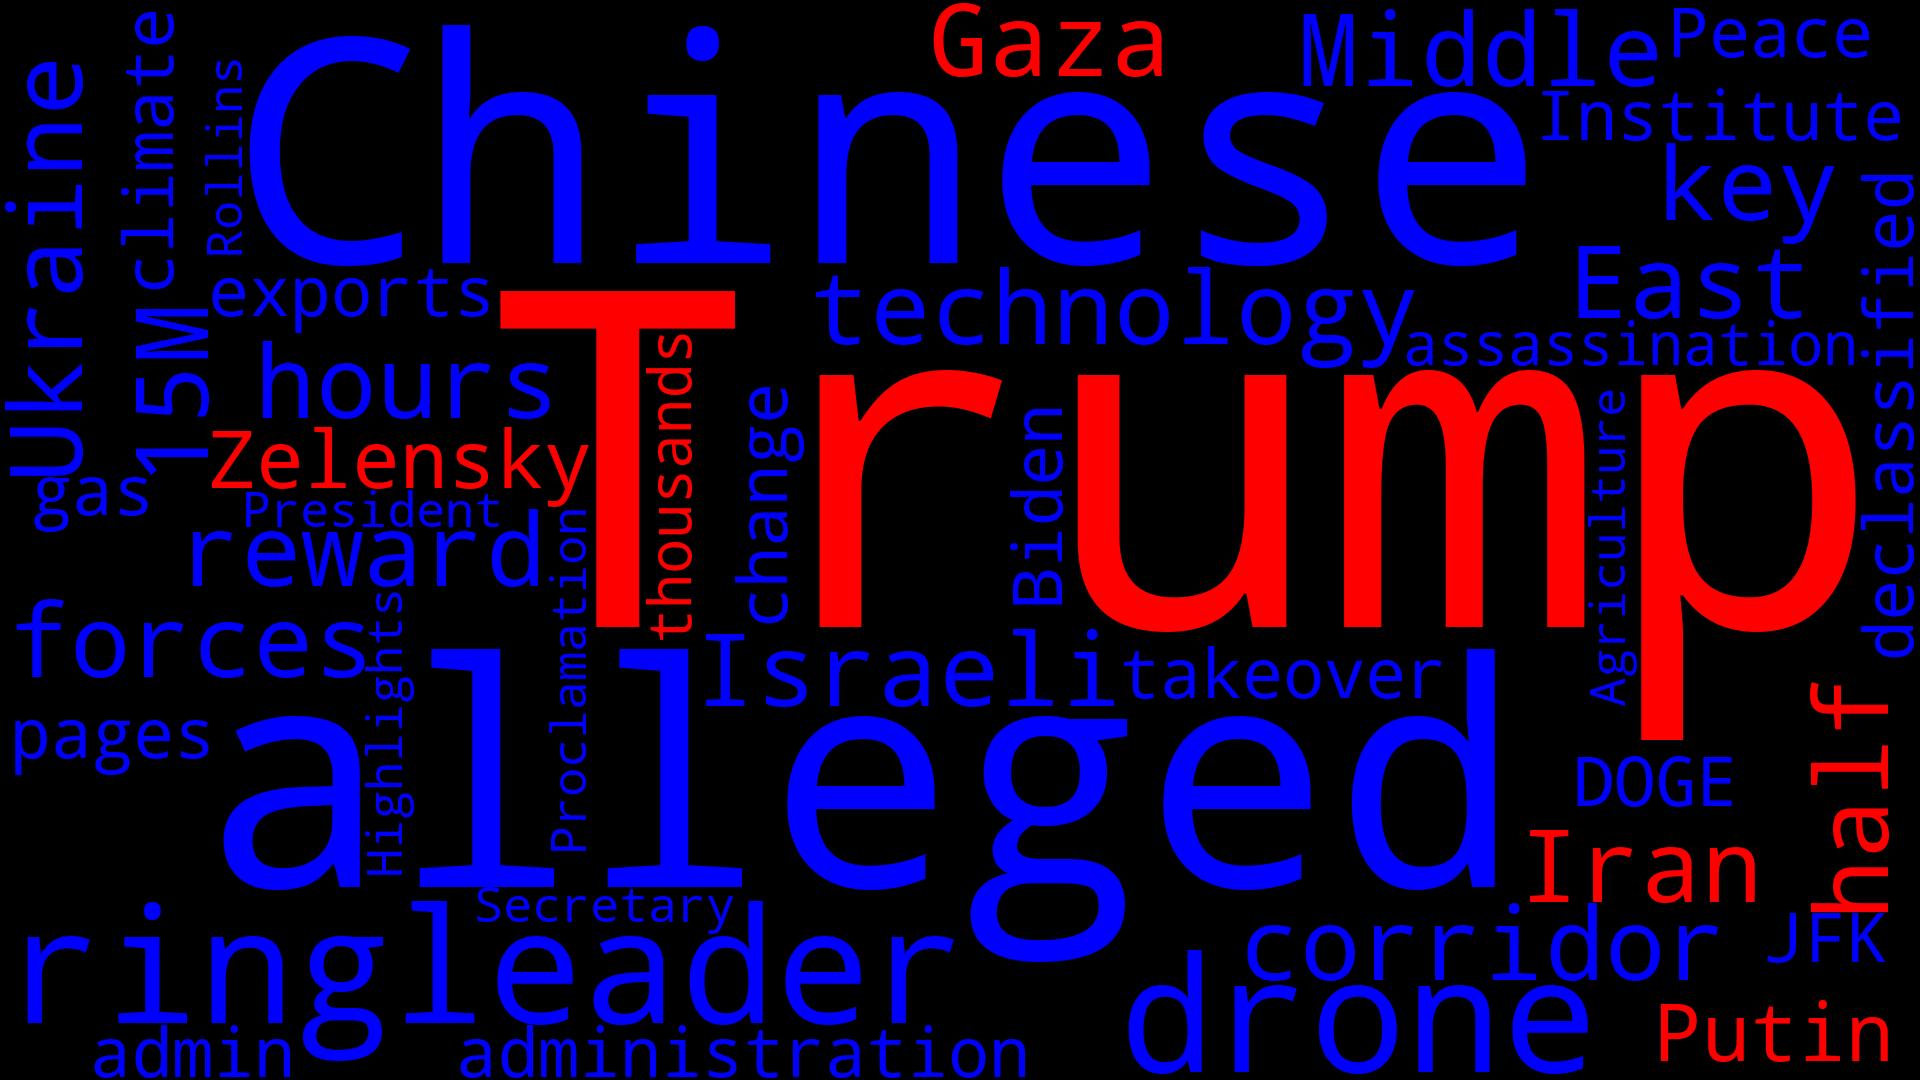 Gaza
Middle
Peace
Chinese
Institute
Ukraine
climate
Rollins
key
East
declassified
exports
technology
assassination
15M
hours
Trump
thousands
change
Biden
Agriculture
Zelensky
gas
President
reward
Proclamation
forces
Highlights
Israeli
takeover
pages
alleged
half
DOGE
Iran
Secretary
ringleader
corridor
JFK
drone
Putin
admin
administration